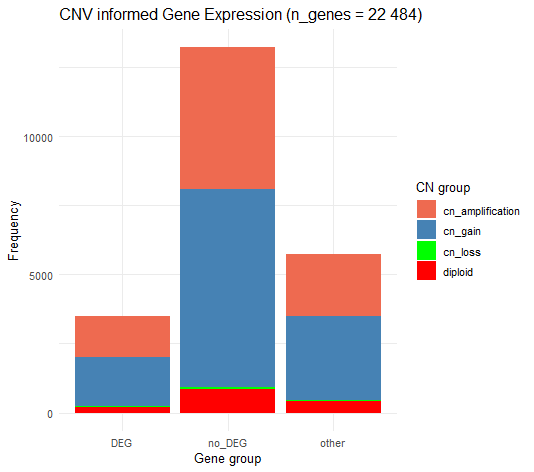 CNV informed Gene Expression (n_genes = 22 484)
Frequency
10000
5000
0
DEG
no_DEG
other
Gene group
CN group
cn_amplification
cn_gain
cn_loss
diploid